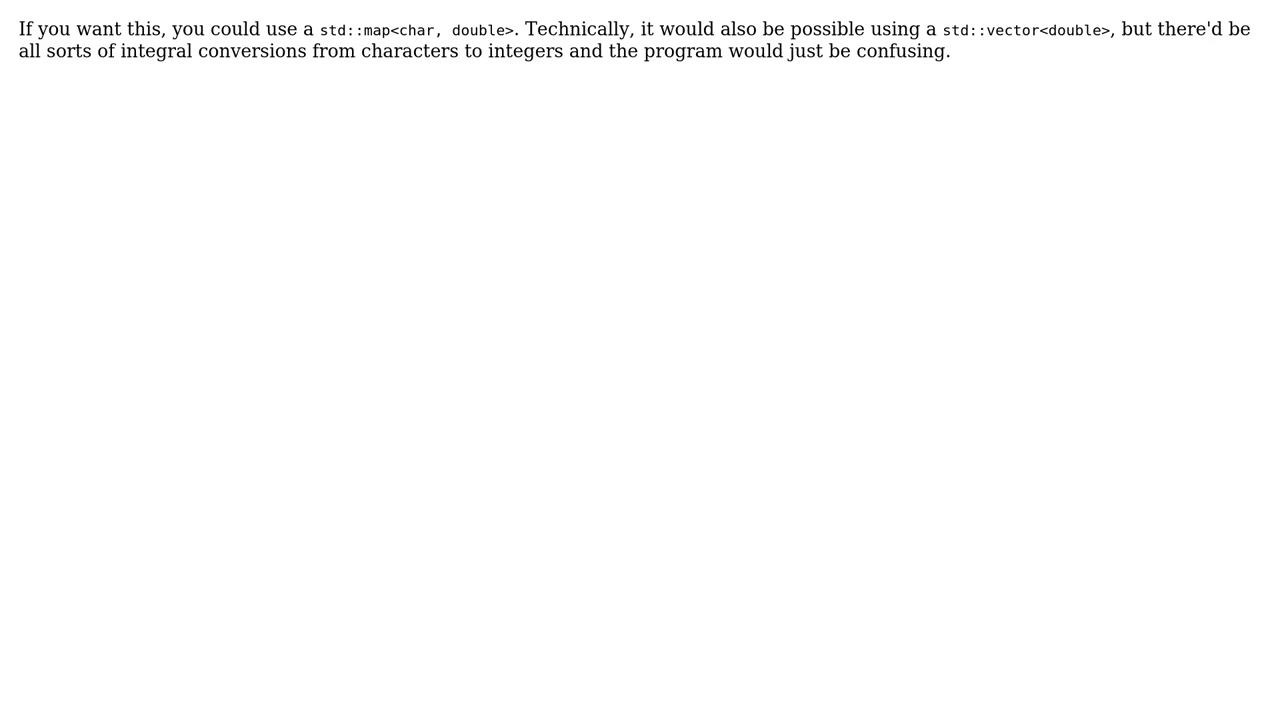 If you want this, you could use a std::map<char, double>. Technically, it would also be possible using a std::vector<double>, but there'd be
all sorts of integral conversions from characters to integers and the program would just be confusing.